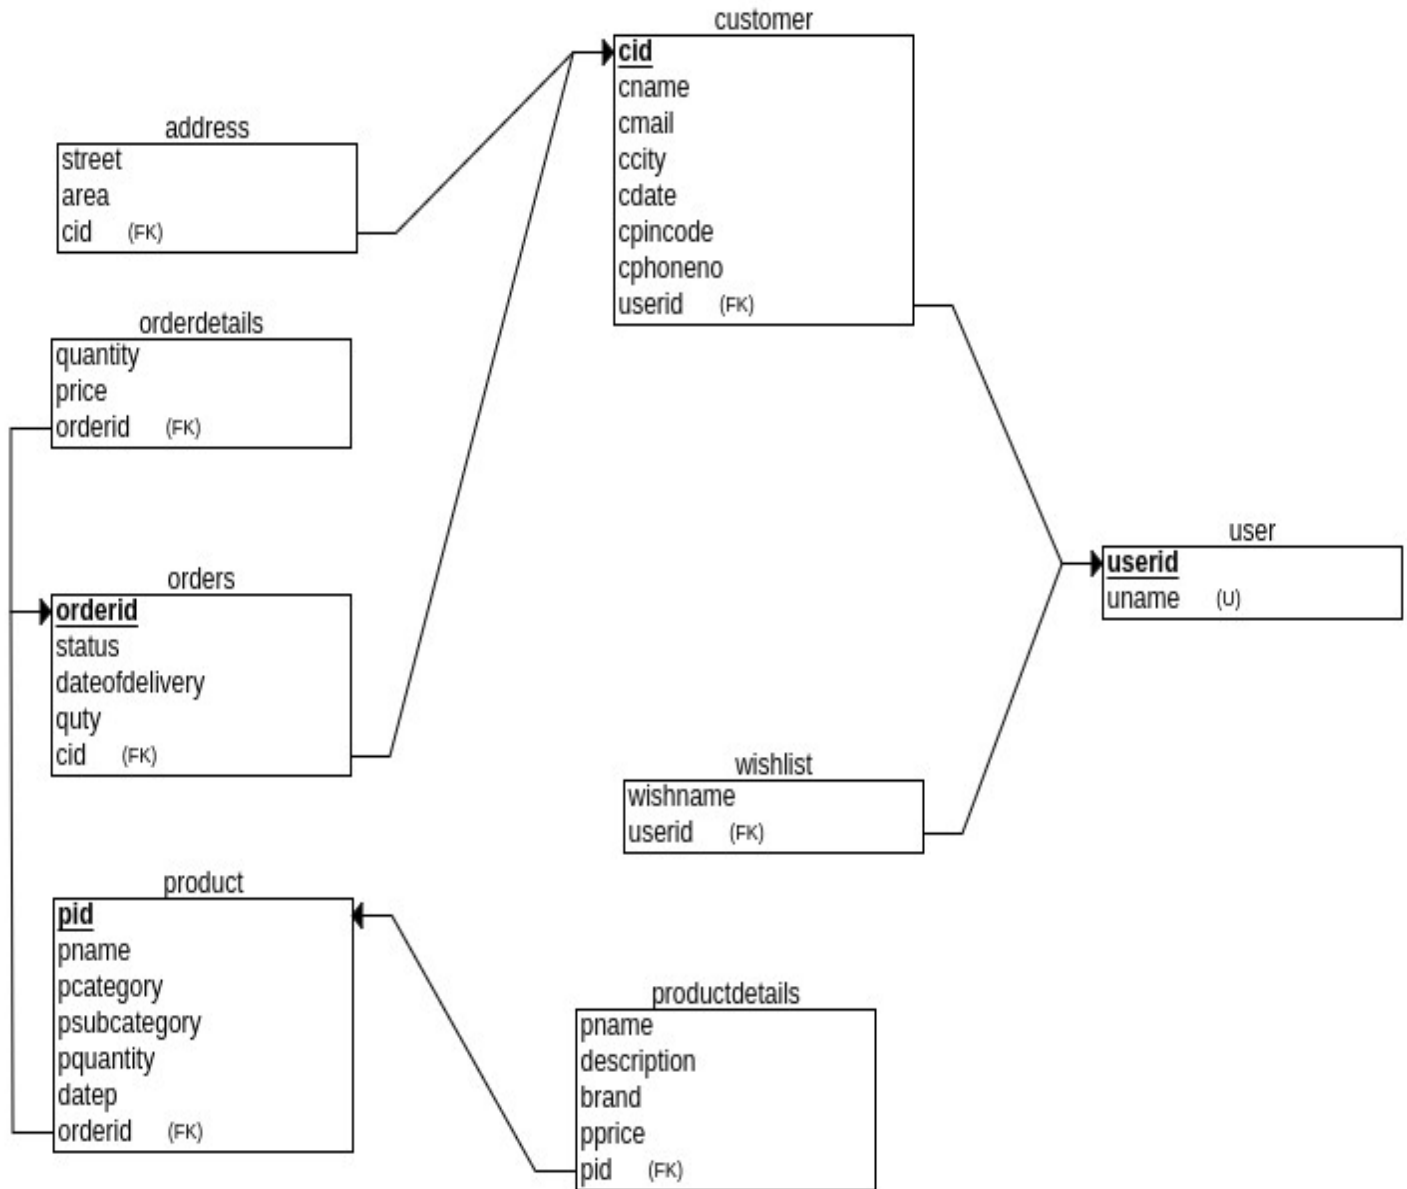 customer
cid
cname
cmail
ccity
cdate
cpincode
cphoneno
userid (FK)
address
street
area
cid (FK)
orderdetails
quantity
price
orderid (FK)
orders
orderid
status
dateofdelivery
quty
cid (FK)
user
userid
uname (U)
wishlist
wishname
userid (FK)
product
pid
pname
pcategory
psubcategory
pquantity
datep
orderid (FK)
productdetails
pname
description
brand
pprice
pid (FK)